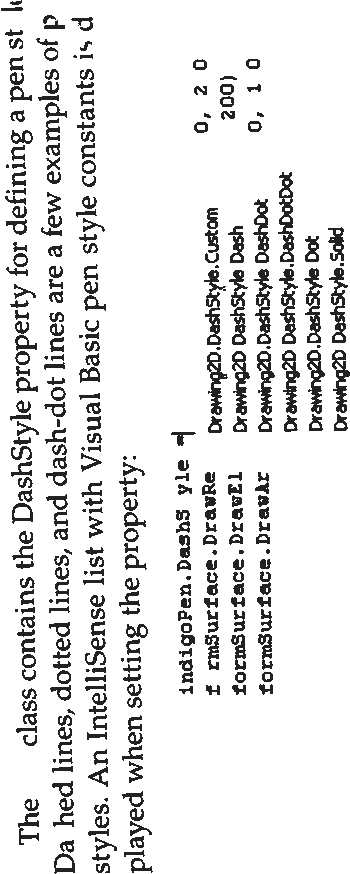 The class contains the DashStyle property for defining a pen st
Da hed lines, dotted lines, and dash-dot lines are a few examples of p
styles. An IntelliSense list with Visual Basic pen style constants is d
played when setting the property:
indigoPen.DashS yle =
f rmSurface.DrawRe Drawing2D.DashStyle.Custom 0, 2 0
formSurface.DrawEl Drawing2D DashStyle Dash 200)
formSurface.DrawAr Drawing2D.DashStyle DashDot 0, 1 0
Drawing2D DashStyle.DashDotDot
Drawing2D.DashStyle Dot
Drawing2D DashStyle.Solid